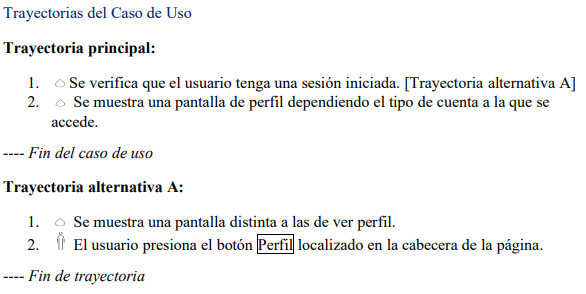 Trayectorias del Caso de Uso
Trayectoria principal:
1. Se verifica que el usuario tenga una sesión iniciada. [Trayectoria alternativa A]
2. Se muestra una pantalla de perfil dependiendo el tipo de cuenta a la que se
accede.
---- Fin del caso de uso
Trayectoria alternativa A:
1. Se muestra una pantalla distinta a las de ver perfil.
2. El usuario presiona el botón Perfil localizado en la cabecera de la página.
---- Fin de trayectoria